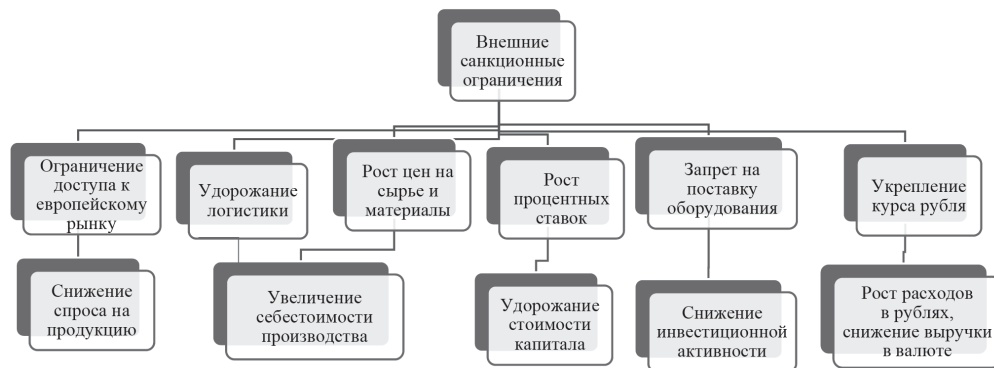 Внешние
санкционные
ограничения
Ограничение
доступа к
европейскому
рынку
Удорожание
логистики
Рост цен на
сырье и
материалы
Рост
процентных
ставок
Запрет на
поставку
оборудования
Укрепление
курса рубля
Снижение
спроса на
продукцию
Увеличение
себестоимости
производства
Удорожание
стоимости
капитала
Снижение
инвестиционной
активности
Рост расходов
в рублях,
снижение выручки
в валюте